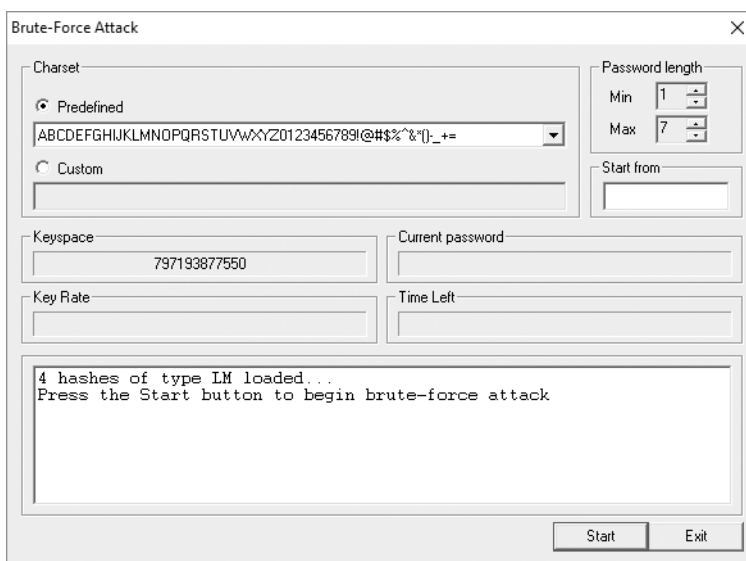 Brute-Force Attack
Charset
Predefined
ABCDEFGHIJKLMNOPQRSTUVWXYZ0123456789!@#$%^&*()-_+=
Custom
Password length
Min 1
Max 7
Start from
Keyspace
797193877550
Current password
Key Rate
Time Left
4 hashes of type LM loaded...
Press the Start button to begin brute-force attack
Start
Exit